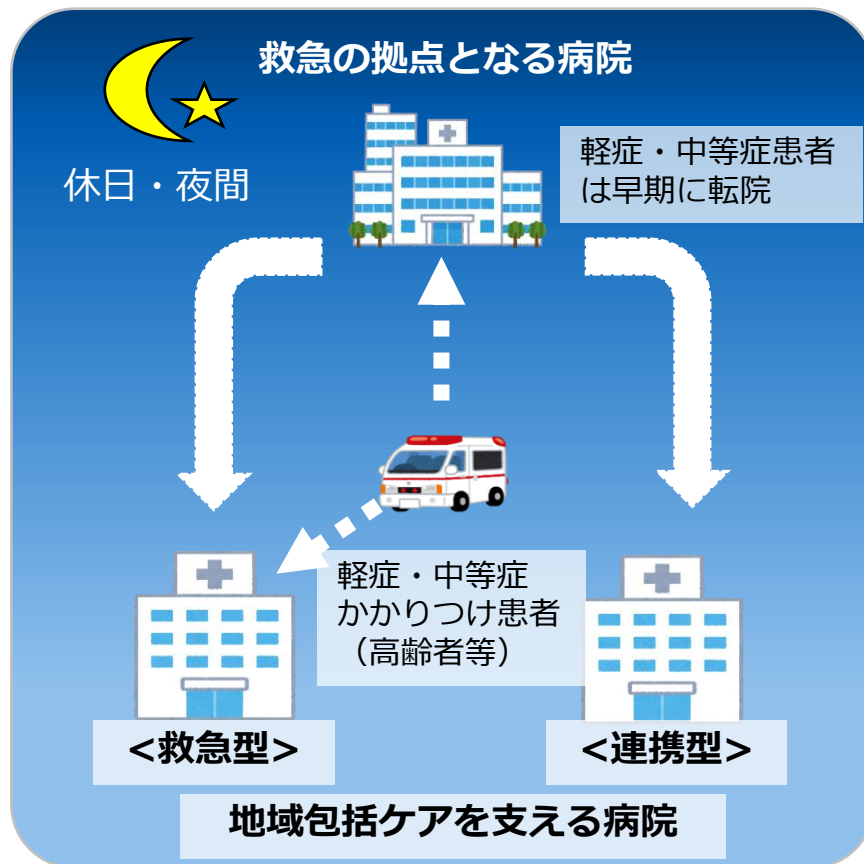 救急の拠点となる病院
休日・夜間
軽症・中等症患者
は早期に転院
軽症・中等症
かかりつけ患者
（高齢者等）
<救急型>
<連携型>
地域包括ケアを支える病院